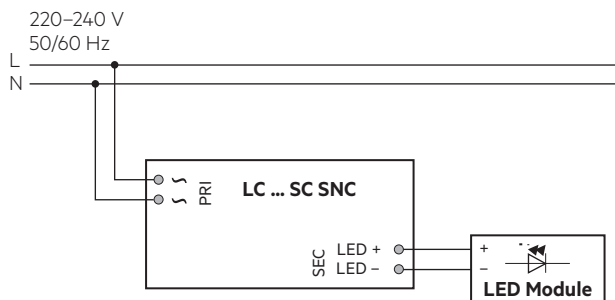 220–240 V
50/60 Hz
L
N
~
~
PRI
LC ... SC SNC
SEC
LED +
LED –
+
–
LED Module